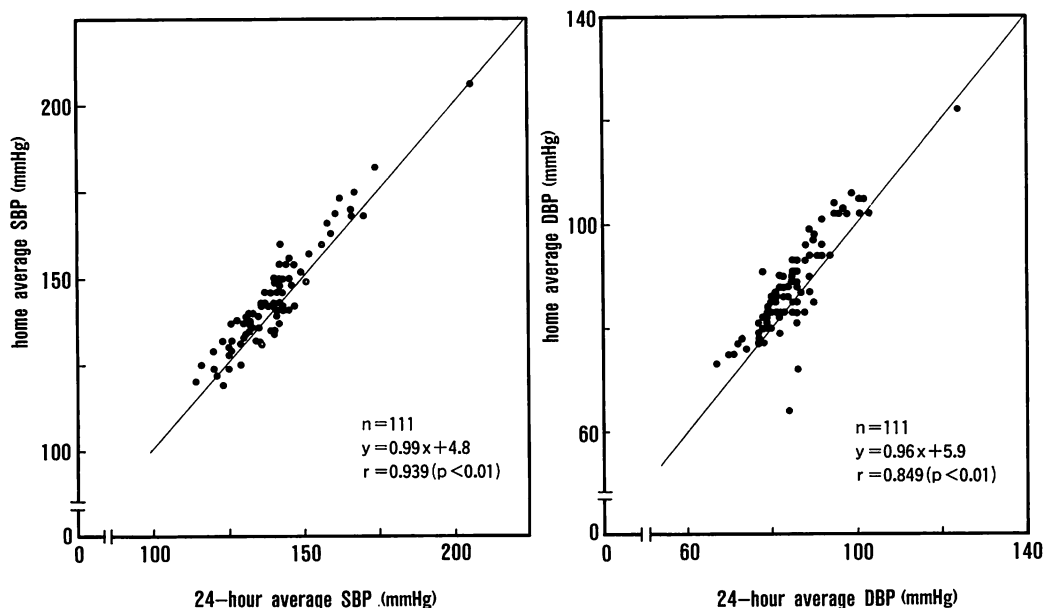 home average SBP (mmHg)
200
150
100
0
n=111
y=0.99x+4.8
r=0.939(p<0.01)
0 100 150 200
24-hour average SBP .(mmHg)
home average DBP (mmHg)
140
100
60
0
n=111
y=0.96x+5.9
r=0.849(p<0.01)
0 60 100 140
24-hour average DBP (mmHg)